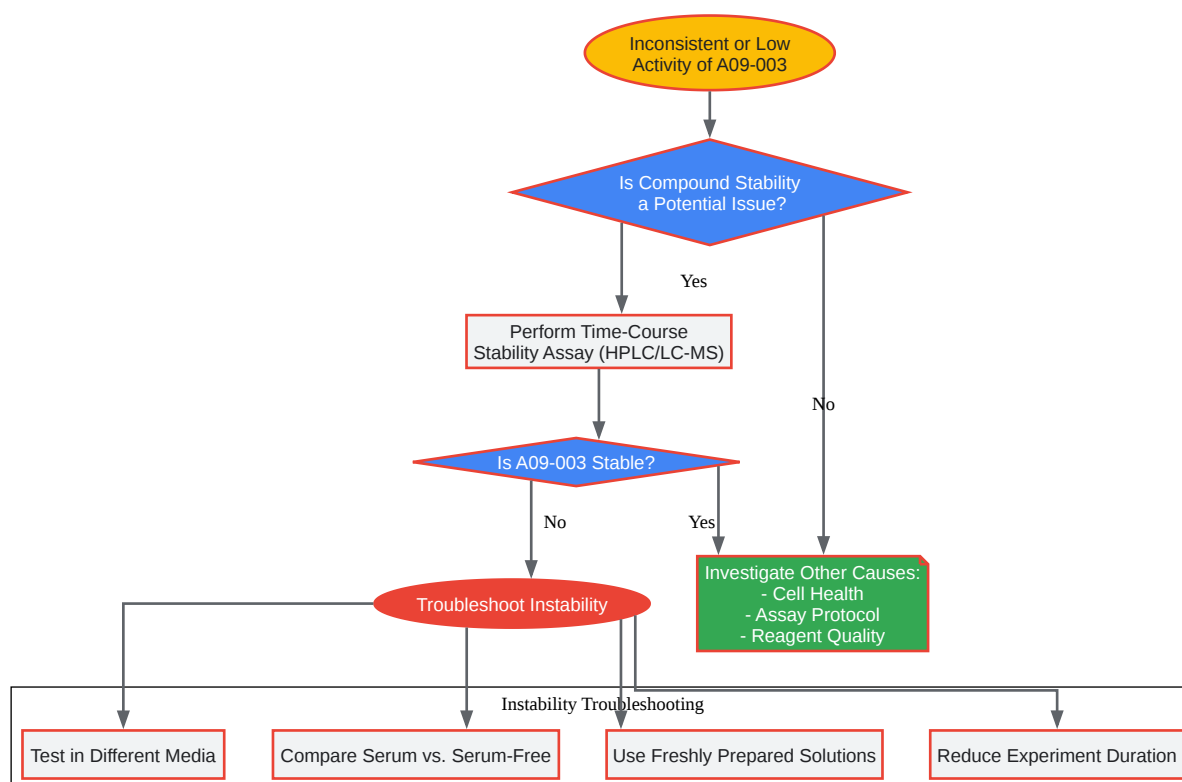 Inconsistent or Low
Activity of A09-003
Is Compound Stability
a Potential Issue?
Yes
Perform Time-Course
Stability Assay (HPLC/LC-MS)
No
Is A09-003 Stable?
No
Yes
Investigate Other Causes:
- Cell Health
- Assay Protocol
- Reagent Quality
Troubleshoot Instability
Instability Troubleshooting
Test in Different Media
Compare Serum vs. Serum-Free
Use Freshly Prepared Solutions
Reduce Experiment Duration